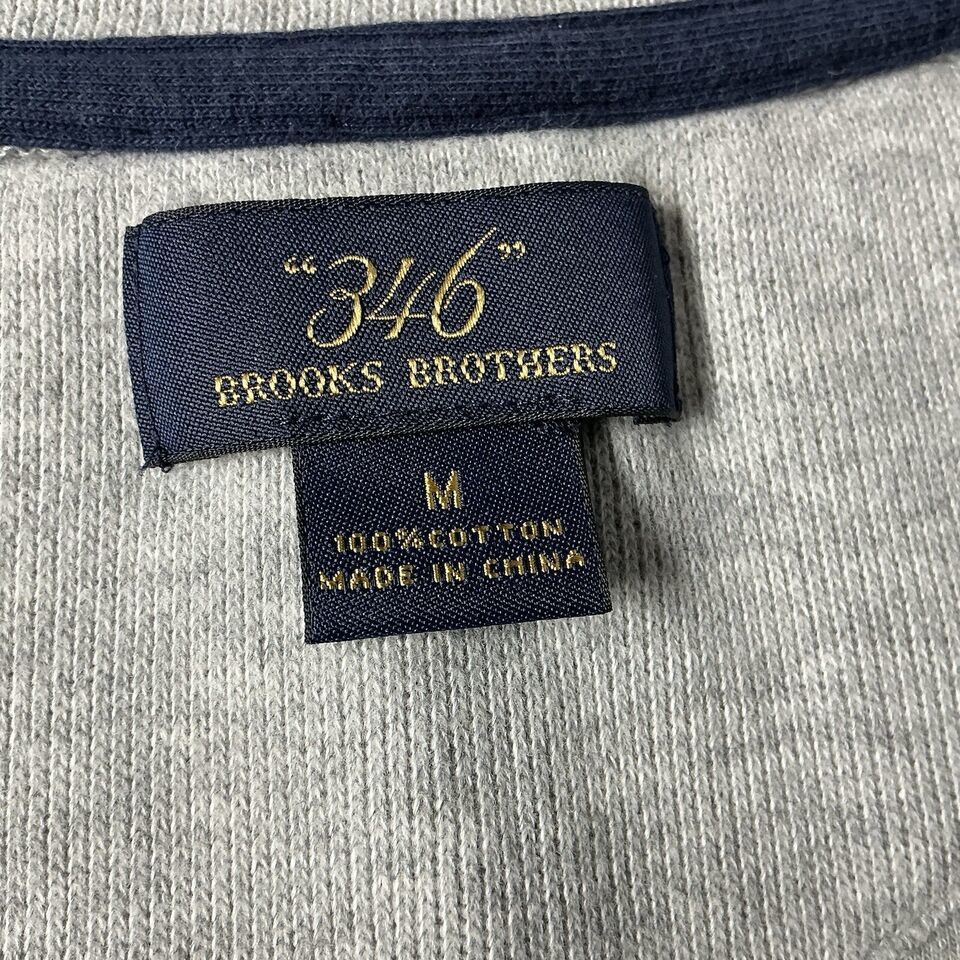 “346”
BROOKS BROTHERS
M
100%COTTON
MADE IN CHINA